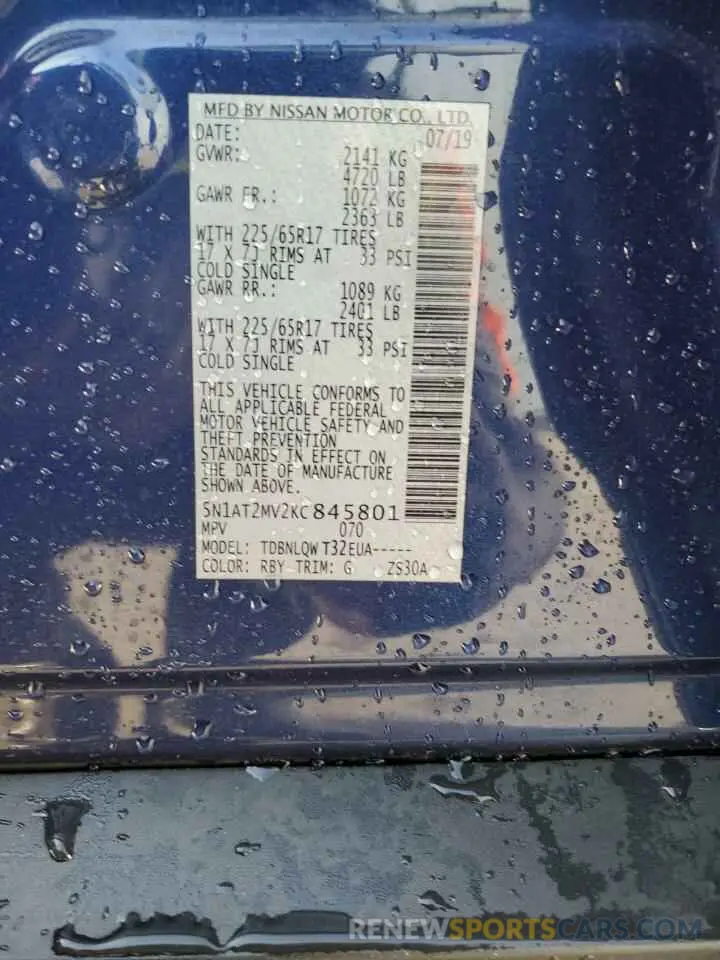 MFD BY NISSAN MOTOR CO., LTD.
DATE: 07/19
GVWR: 2141 KG
4720 LB
GAWR FR.: 1072 KG
2363 LB
WITH 225/65R17 TIRES
17 X 7J RIMS AT 33 PSI
COLD SINGLE
GAWR RR.: 1089 KG
2401 LB
WITH 225/65R17 TIRES
17 X 7J RIMS AT 33 PSI
COLD SINGLE
THIS VEHICLE CONFORMS TO
ALL APPLICABLE FEDERAL
MOTOR VEHICLE SAFETY AND
THEFT PREVENTION
STANDARDS IN EFFECT ON
THE DATE OF MANUFACTURE
SHOWN ABOVE.
5N1AT2MV2KC845801
MPV 070
MODEL: TDBNLQW T32EUA-----
COLOR: RBY TRIM: G ZS30A
RENEWSPORTSCARS.COM